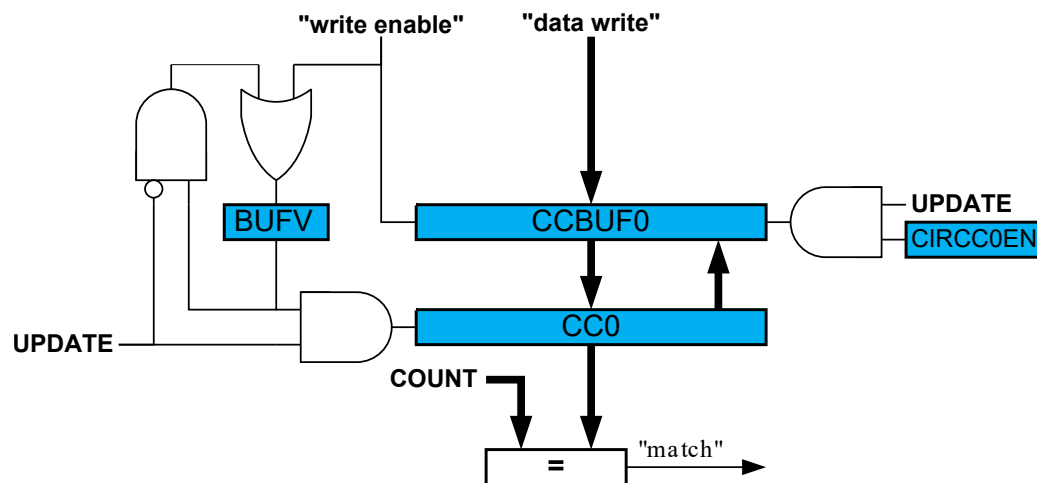 "write enable"
"data write"
BUFV
CCBUF0
UPDATE
CIRCC0EN
CC0
UPDATE
COUNT
=
"match"